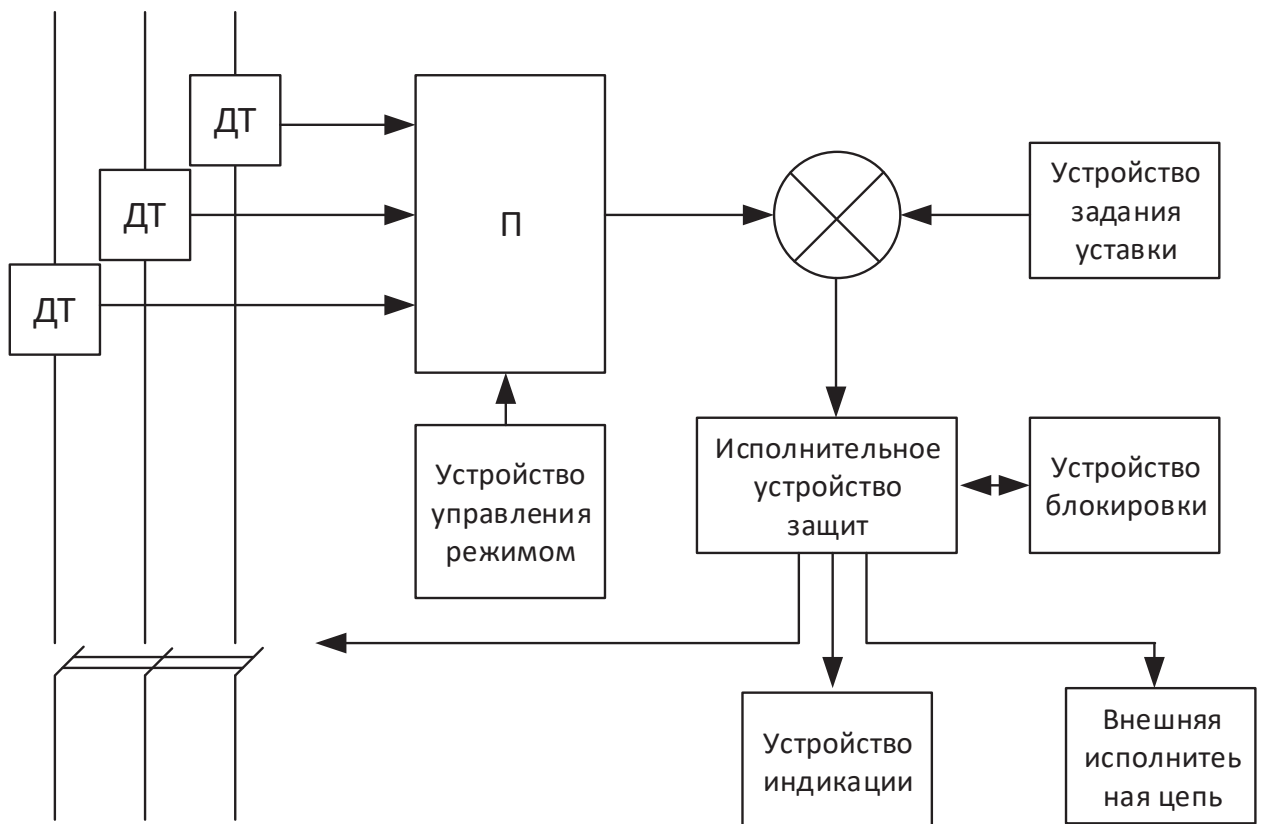 ДТ
ДТ
ДТ
П
Устройство
задания
уставки
Устройство
управления
режимом
Исполнительное
устройство
защит
Устройство
блокировки
Устройство
индикации
Внешняя
исполнитеь
ная цепь